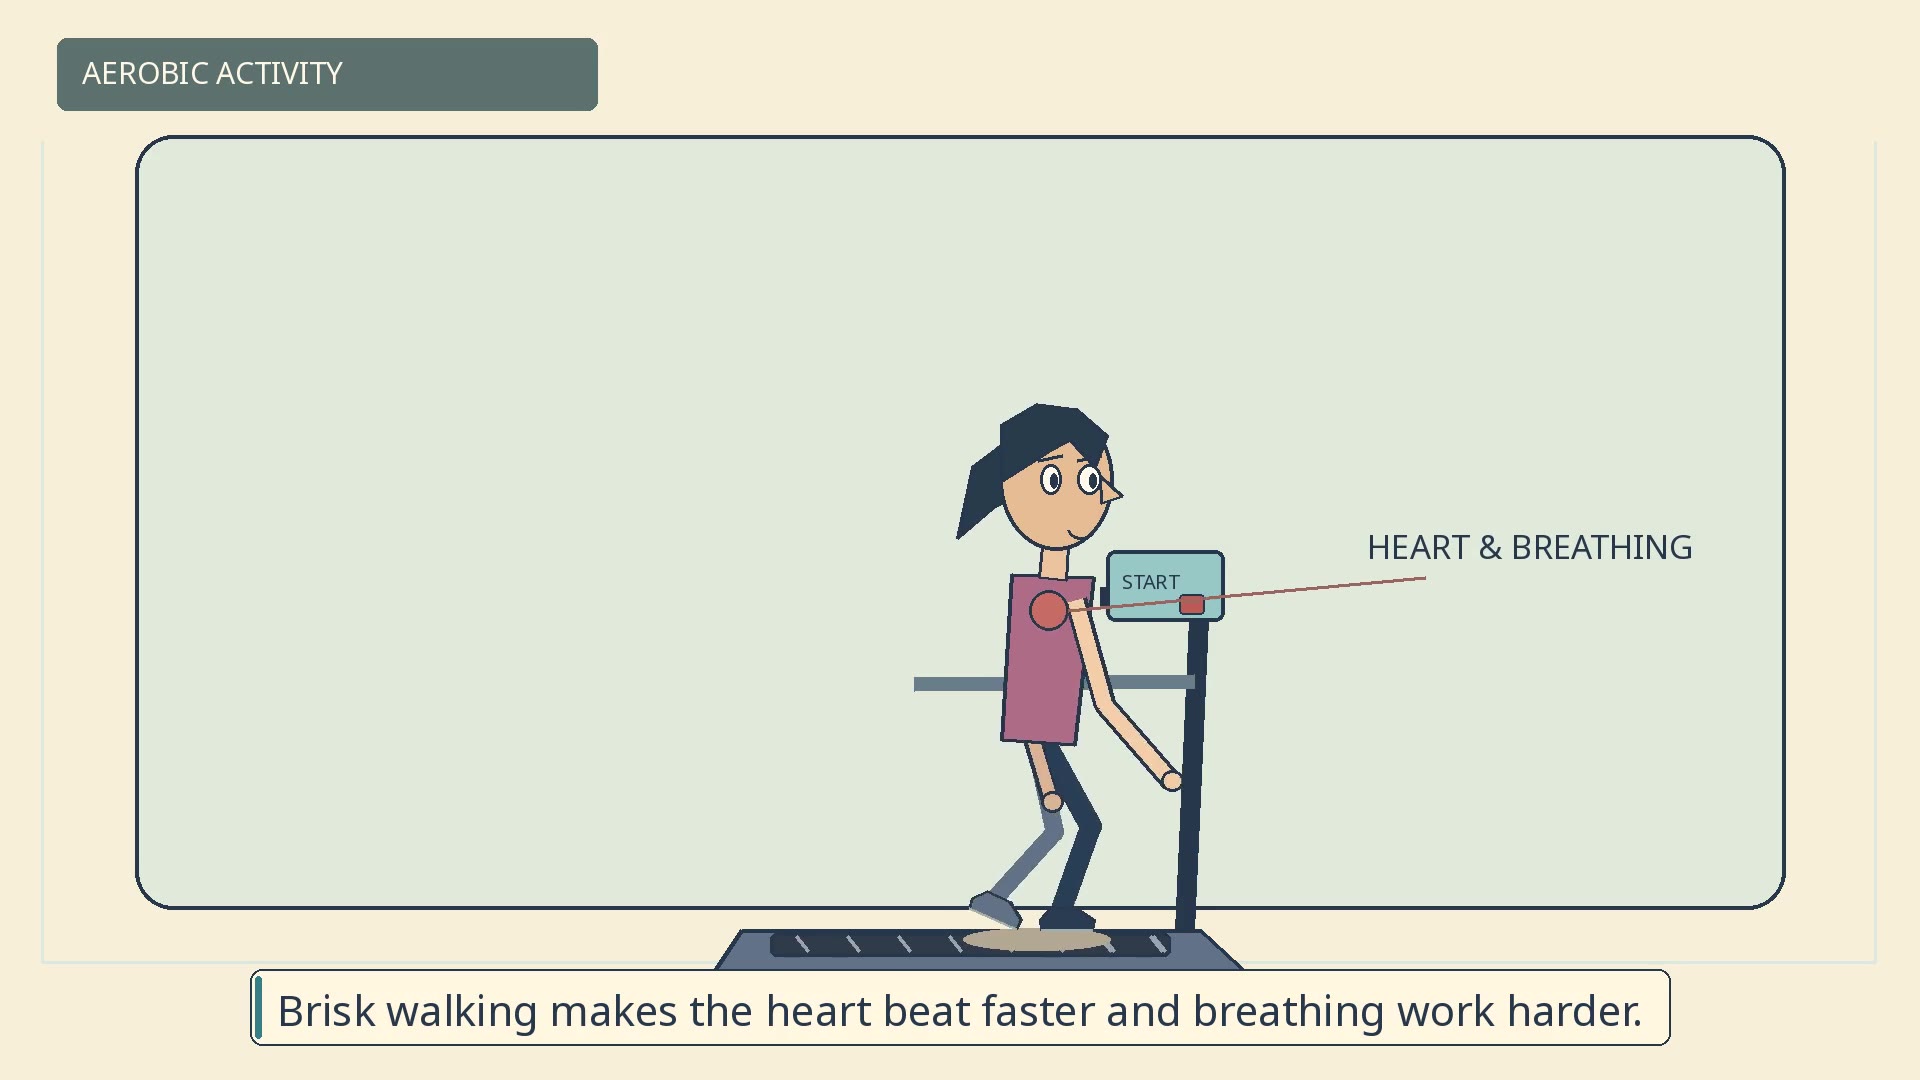 AEROBIC ACTIVITY
HEART & BREATHING
START
Brisk walking makes the heart beat faster and breathing work harder.